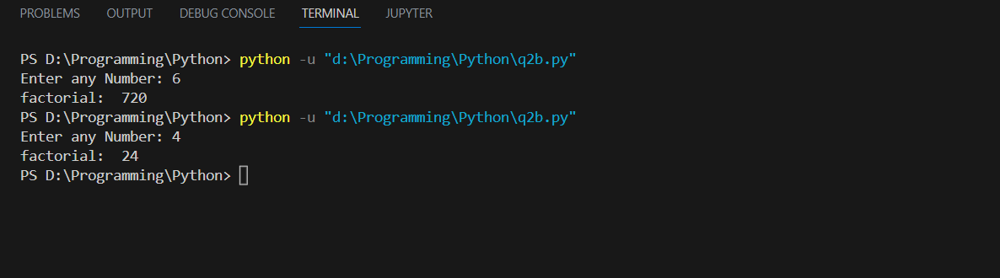 PROBLEMS OUTPUT DEBUG CONSOLE TERMINAL JUPYTER
PS D:\Programming\Python> python -u "d:\Programming\Python\q2b.py"
Enter any Number: 6
factorial:  720
PS D:\Programming\Python> python -u "d:\Programming\Python\q2b.py"
Enter any Number: 4
factorial:  24
PS D:\Programming\Python>